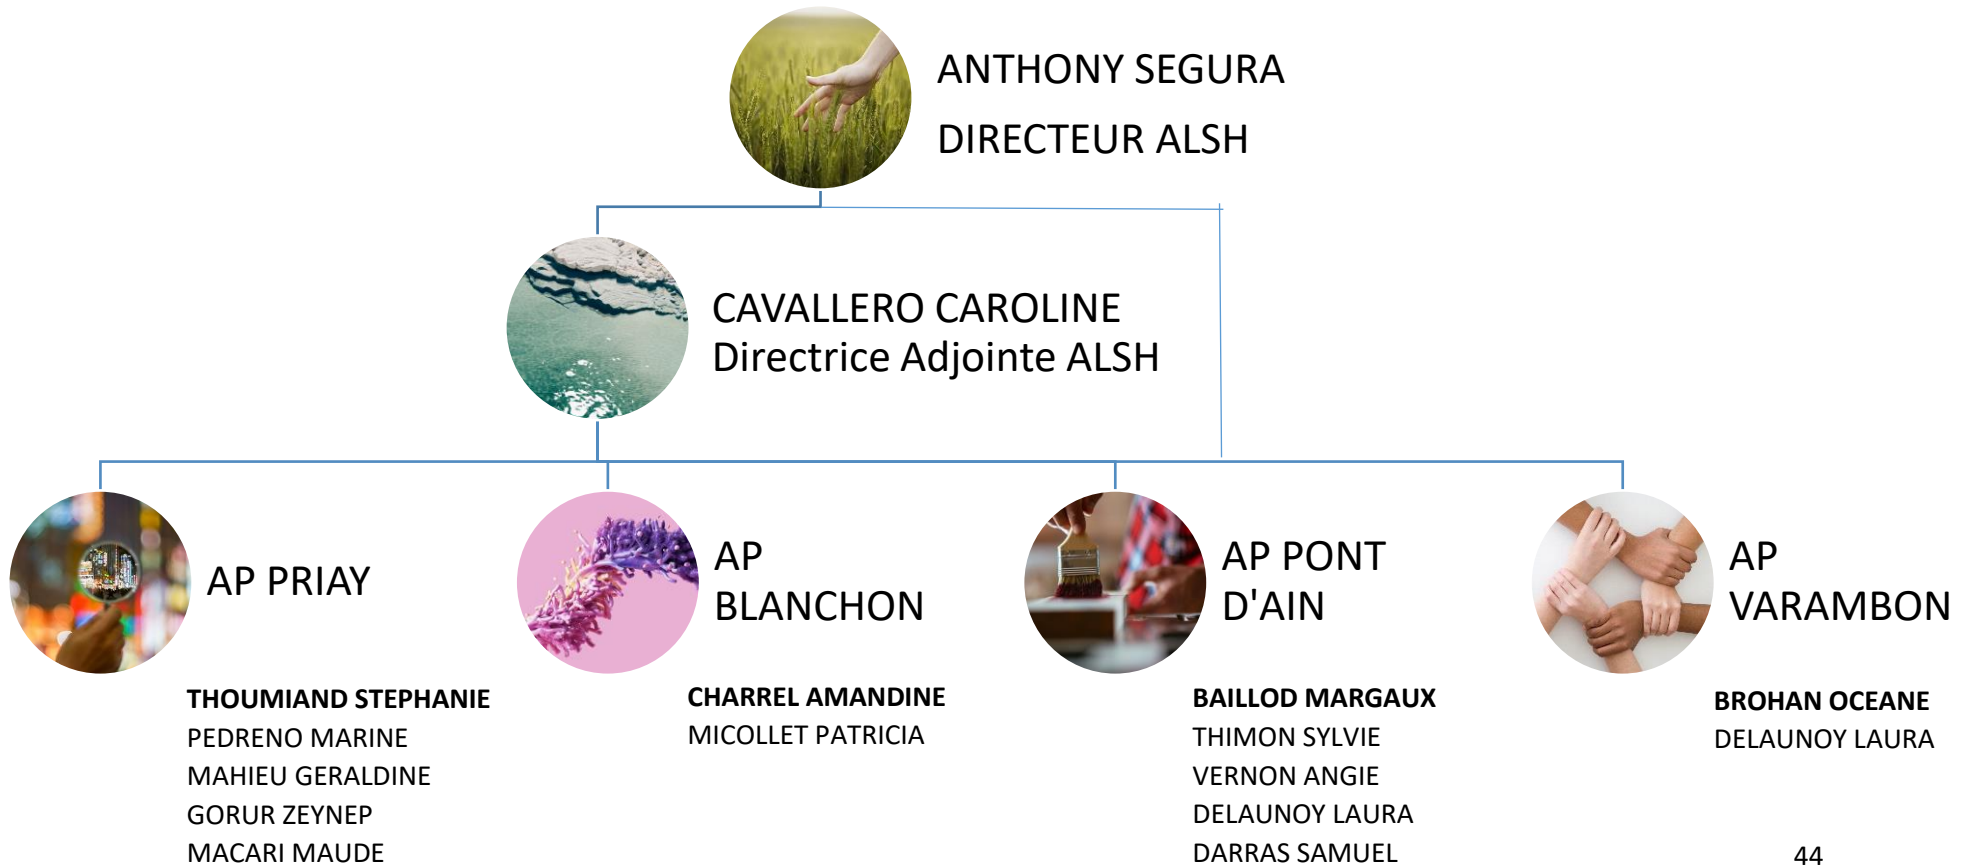 ANTHONY SEGURA
DIRECTEUR ALSH
CAVALLERO CAROLINE
Directrice Adjointe ALSH
AP PRIAY
AP
BLANCHON
AP PONT
D'AIN
AP
VARAMBON
THOUMIAND STEPHANIE
PEDRENO MARINE
MAHIEU GERALDINE
GORUR ZEYNEP
MACARI MAUDE
CHARREL AMANDINE
MICOLLET PATRICIA
BAILLOD MARGAUX
THIMON SYLVIE
VERNON ANGIE
DELAUNOY LAURA
DARRAS SAMUEL
BROHAN OCEANE
DELAUNOY LAURA
44